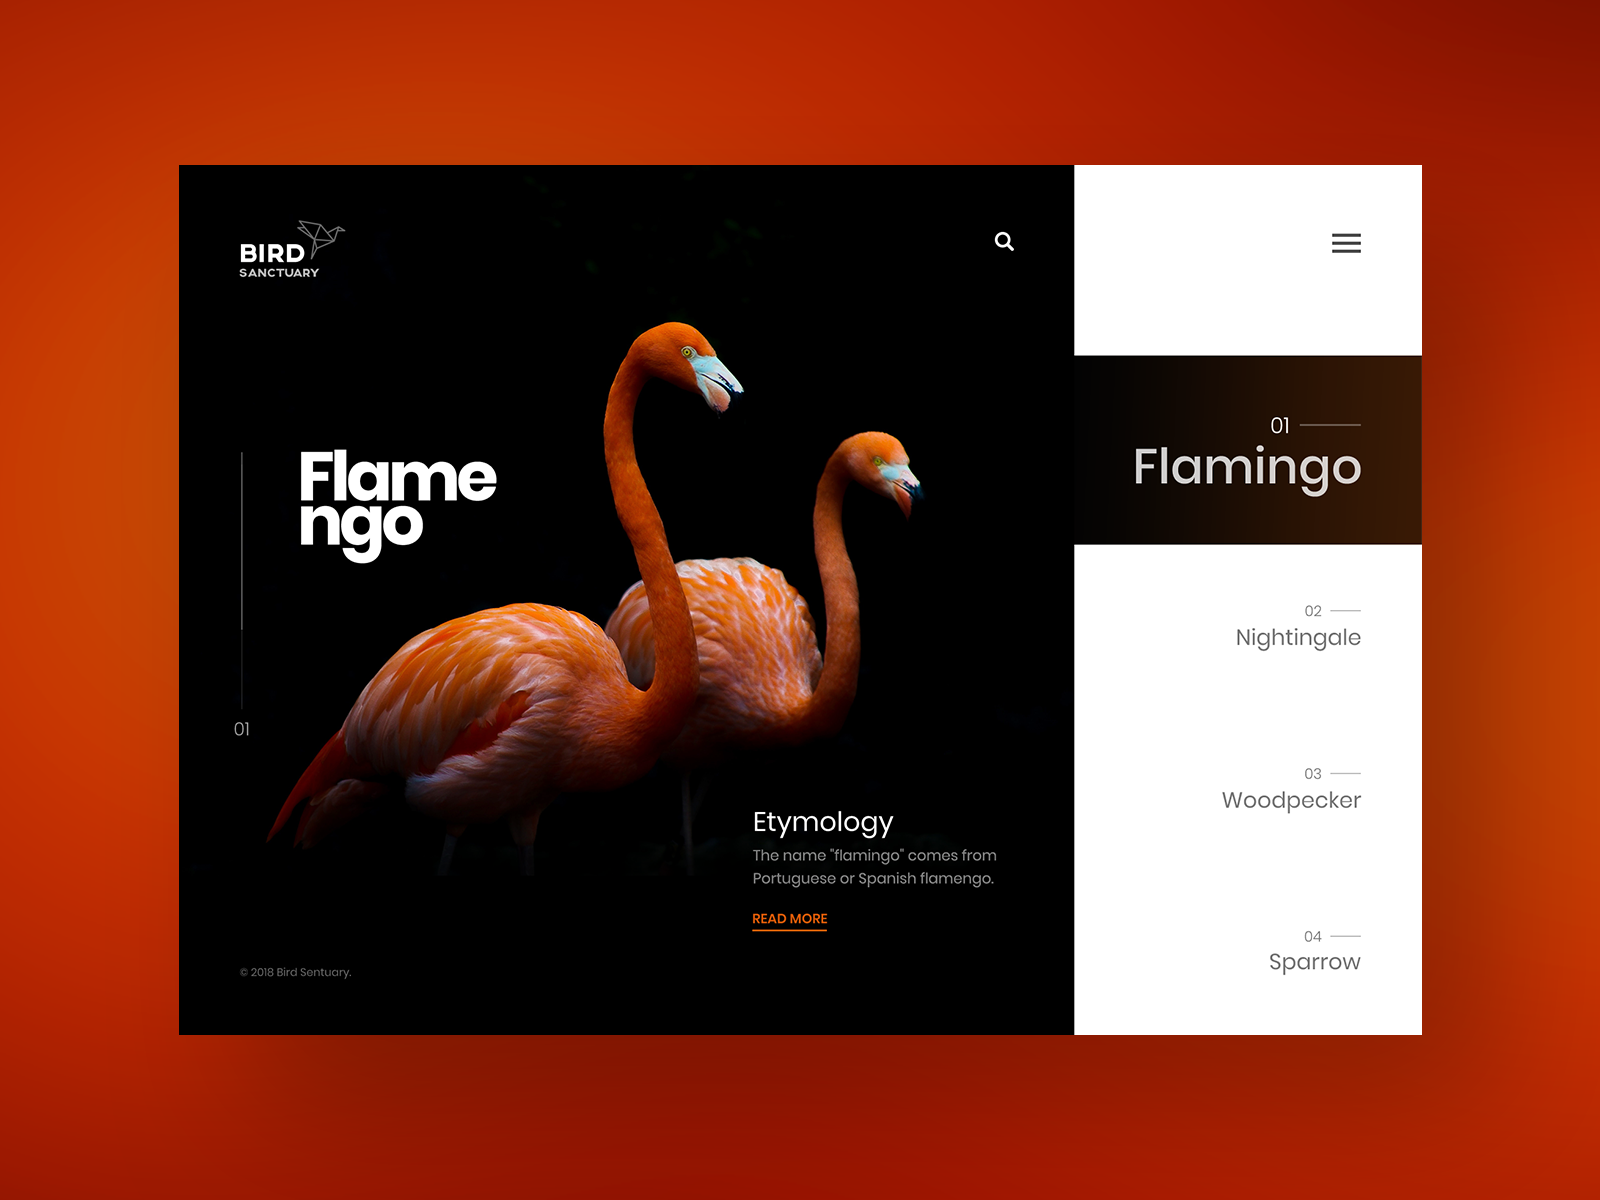 BIRD
SANCTUARY
Flame
ngo
01
Etymology
The name "flamingo" comes from
Portuguese or Spanish flamengo.
READ MORE
© 2018 Bird Sentuary.
01
Flamingo
02
Nightingale
03
Woodpecker
04
Sparrow